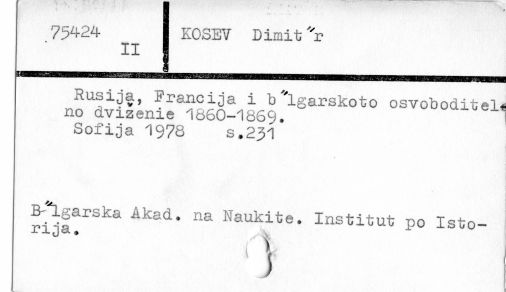 75424
II
KOSEV Dimit"r
Rusija, Francija i b"lgarskoto osvoboditel-
no dviženie 1860-1869.
Sofija 1978 s.231
B"lgarska Akad. na Naukite. Institut po Isto-
rija.